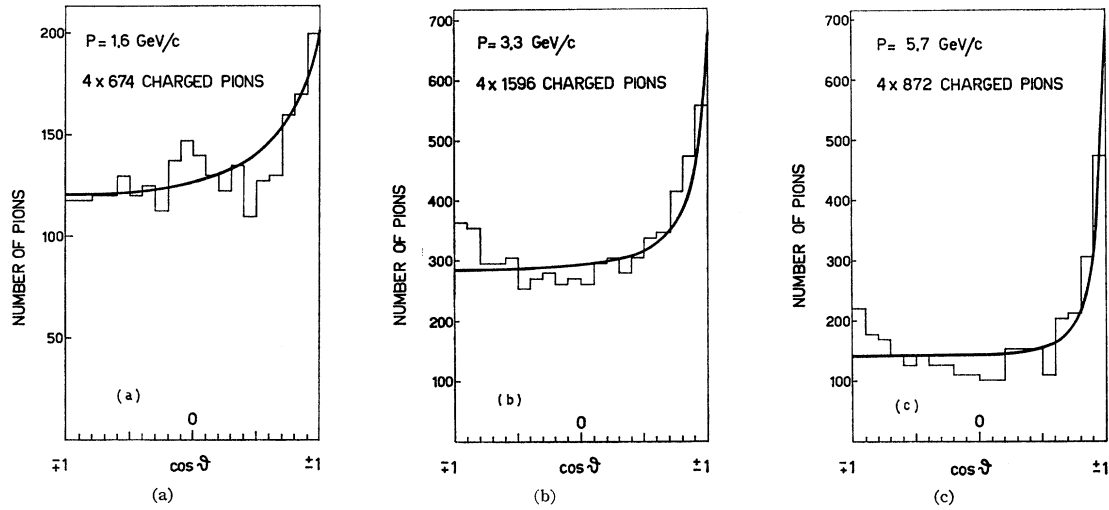 P= 1,6 GeV/c
4 x 674 CHARGED PIONS
200
150
100
50
NUMBER OF PIONS
(a)
0
∓1
cos ϑ
±1
(a)
700
P= 3,3 GeV/c
4 x 1596 CHARGED PIONS
600
500
400
300
200
100
NUMBER OF PIONS
(b)
0
∓1
cos ϑ
±1
(b)
700
P= 5,7 GeV/c
4 x 872 CHARGED PIONS
600
500
400
300
200
100
NUMBER OF PIONS
(c)
0
∓1
cos ϑ
±1
(c)